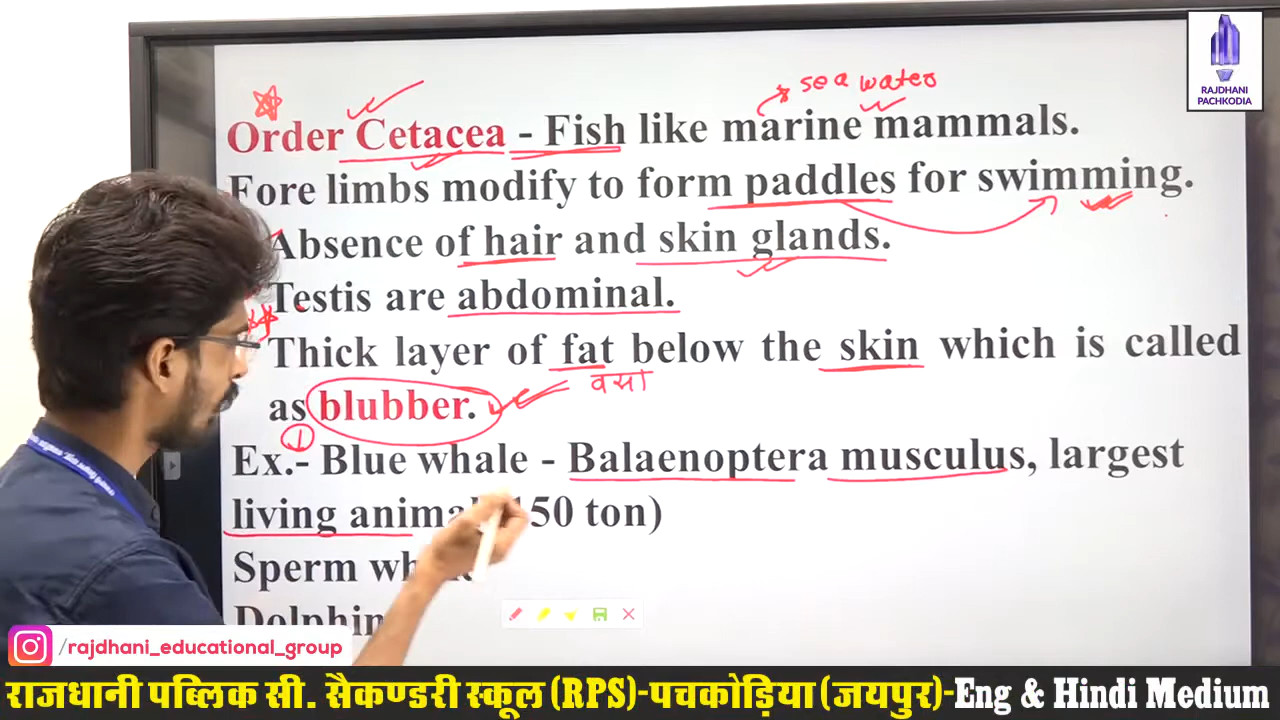 RAJDHANI
PACHKODIA
sea water
Order Cetacea - Fish like marine mammals.
Fore limbs modify to form paddles for swimming.
Absence of hair and skin glands.
Testis are abdominal.
Thick layer of fat below the skin which is called
वसा
as blubber.
1
Ex.- Blue whale - Balaenoptera musculus, largest
living 150 ton)
Sperm
Dolphin
/rajdhani_educational_group
राजधानी पब्लिक सी. सैकण्डरी स्कूल (RPS)-पचकोड़िया (जयपुर)-Eng & Hindi Medium